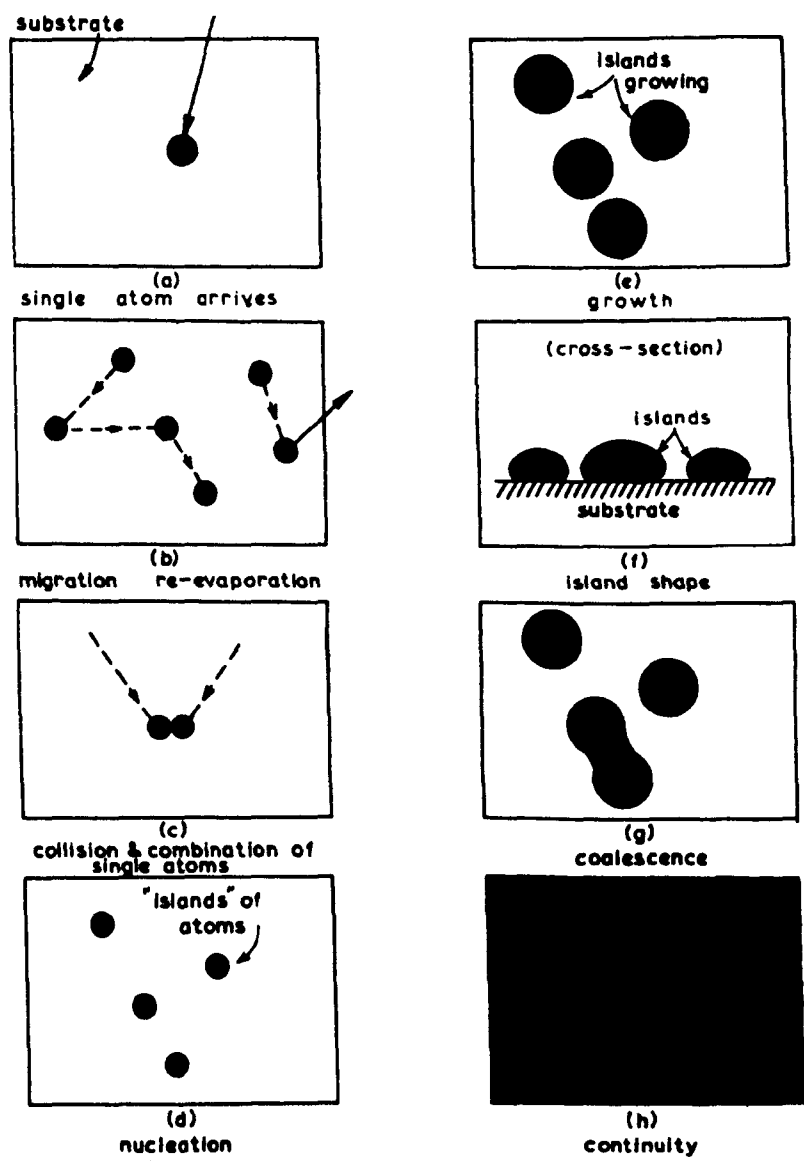 substrate
(a)
single atom arrives
(b)
migration re-evaporation
(c)
collision & combination of
single atoms
"islands" of
atoms
(d)
nucleation
islands
growing
(e)
growth
(cross-section)
islands
substrate
(f)
island shape
(g)
coalescence
(h)
continuity